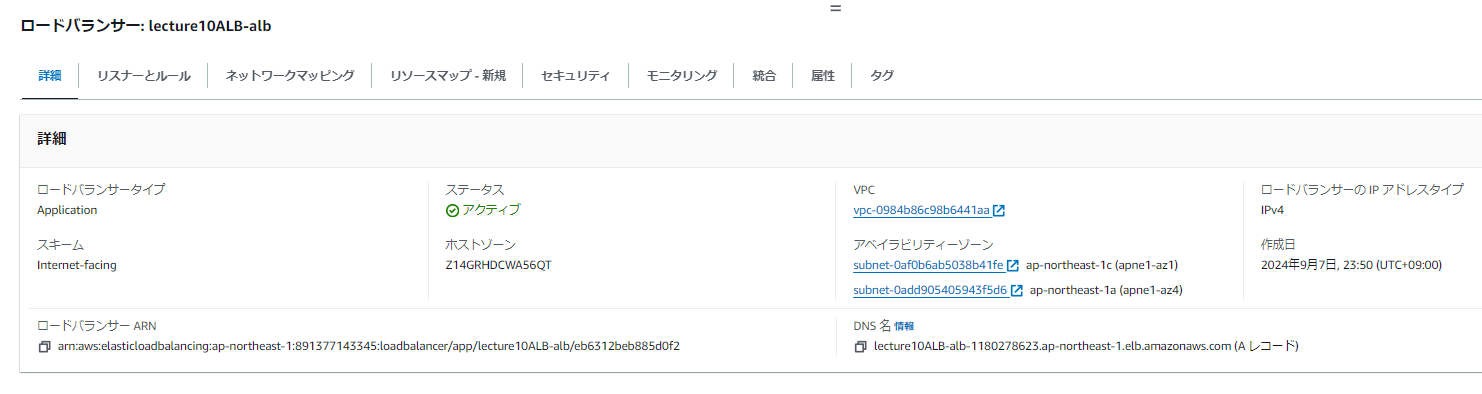 ロードバランサー: lecture10ALB-alb
詳細 リスナーとルール ネットワークマッピング リソースマップ - 新規 セキュリティ モニタリング 統合 属性 タグ
詳細
ロードバランサータイプ
Application
ステータス
アクティブ
VPC
vpc-0984b86c98b6441aa
ロードバランサーの IP アドレスタイプ
IPv4
スキーム
Internet-facing
ホストゾーン
Z14GRHDCWA56QT
アベイラビリティーゾーン
subnet-0af0b6ab5038b41fe ap-northeast-1c (apne1-az1)
subnet-0add905405943f5d6 ap-northeast-1a (apne1-az4)
作成日
2024年9月7日, 23:50 (UTC+09:00)
ロードバランサー ARN
arn:aws:elasticloadbalancing:ap-northeast-1:891377143345:loadbalancer/app/lecture10ALB-alb/eb6312beb885d0f2
DNS 名 情報
lecture10ALB-alb-1180278623.ap-northeast-1.elb.amazonaws.com (A レコード)